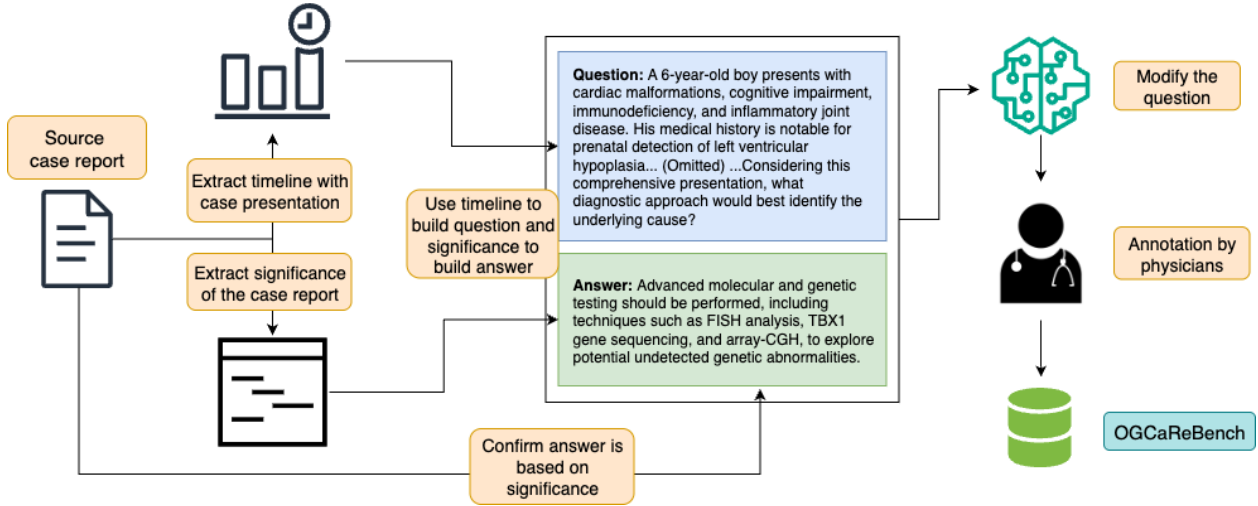 Source
case report
Extract timeline with
case presentation
Extract significance
of the case report
Use timeline to
build question and
significance to
build answer
Question: A 6-year-old boy presents with
cardiac malformations, cognitive impairment,
immunodeficiency, and inflammatory joint
disease. His medical history is notable for
prenatal detection of left ventricular
hypoplasia... (Omitted) ...Considering this
comprehensive presentation, what
diagnostic approach would best identify the
underlying cause?
Answer: Advanced molecular and genetic
testing should be performed, including
techniques such as FISH analysis, TBX1
gene sequencing, and array-CGH, to explore
potential undetected genetic abnormalities.
Confirm answer is
based on
significance
Modify the
question
Annotation by
physicians
OGCaReBench